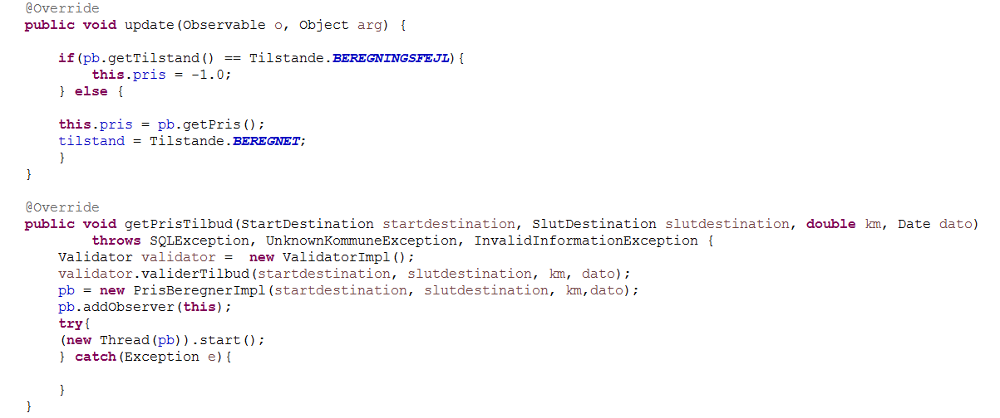 @Override
public void update(Observable o, Object arg) {
if(pb.getTilstand() == Tilstande.BEREGNINGSFEJL){
this.pris = -1.0;
} else {
this.pris = pb.getPris();
tilstand = Tilstande.BEREGNET;
}
}
@Override
public void getPrisTilbud(StartDestination startdestination, SlutDestination slutdestination, double km, Date dato)
throws SQLException, UnknownKommuneException, InvalidInformationException {
Validator validator =  new ValidatorImpl();
validator.validerTilbud(startdestination, slutdestination, km, dato);
pb = new PrisBeregnerImpl(startdestination, slutdestination, km,dato);
pb.addObserver(this);
try{
(new Thread(pb)).start();
} catch(Exception e){
}
}